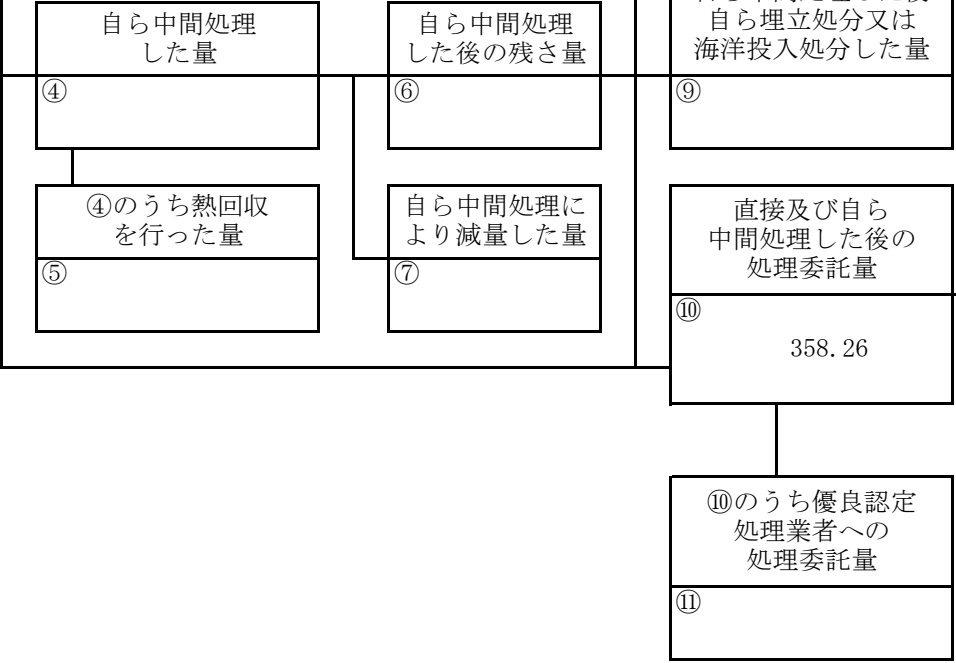 自ら中間処理
した量
④
④のうち熱回収
を行った量
⑤
自ら中間処理
した後の残さ量
⑥
自ら中間処理に
より減量した量
⑦
自ら埋立処分又は
海洋投入処分した量
⑨
直接及び自ら
中間処理した後の
処理委託量
⑩
358.26
⑩のうち優良認定
処理業者への
処理委託量
⑪